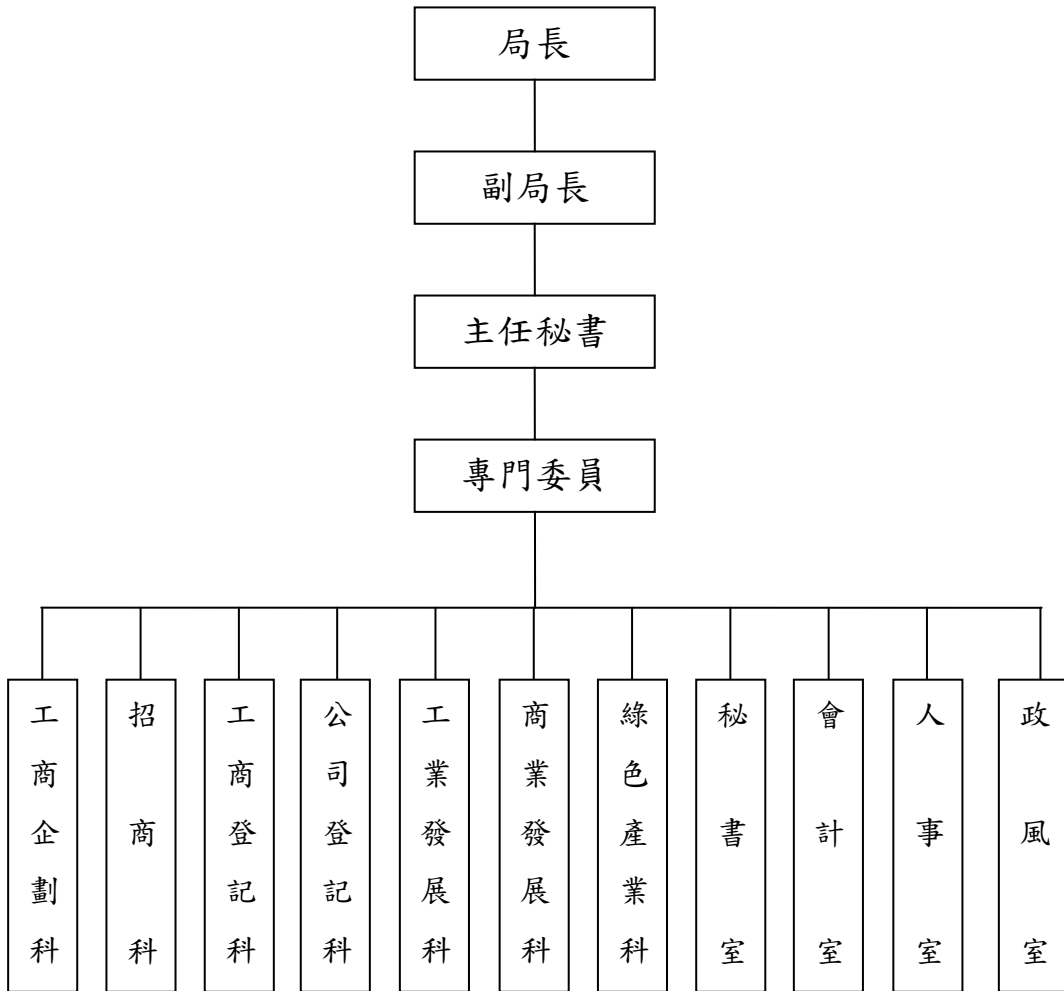 局長
副局長
主任秘書
專門委員
工商企劃科
招商科
工商登記科
公司登記科
工業發展科
商業發展科
綠色產業科
秘書室
會計室
人事室
政風室